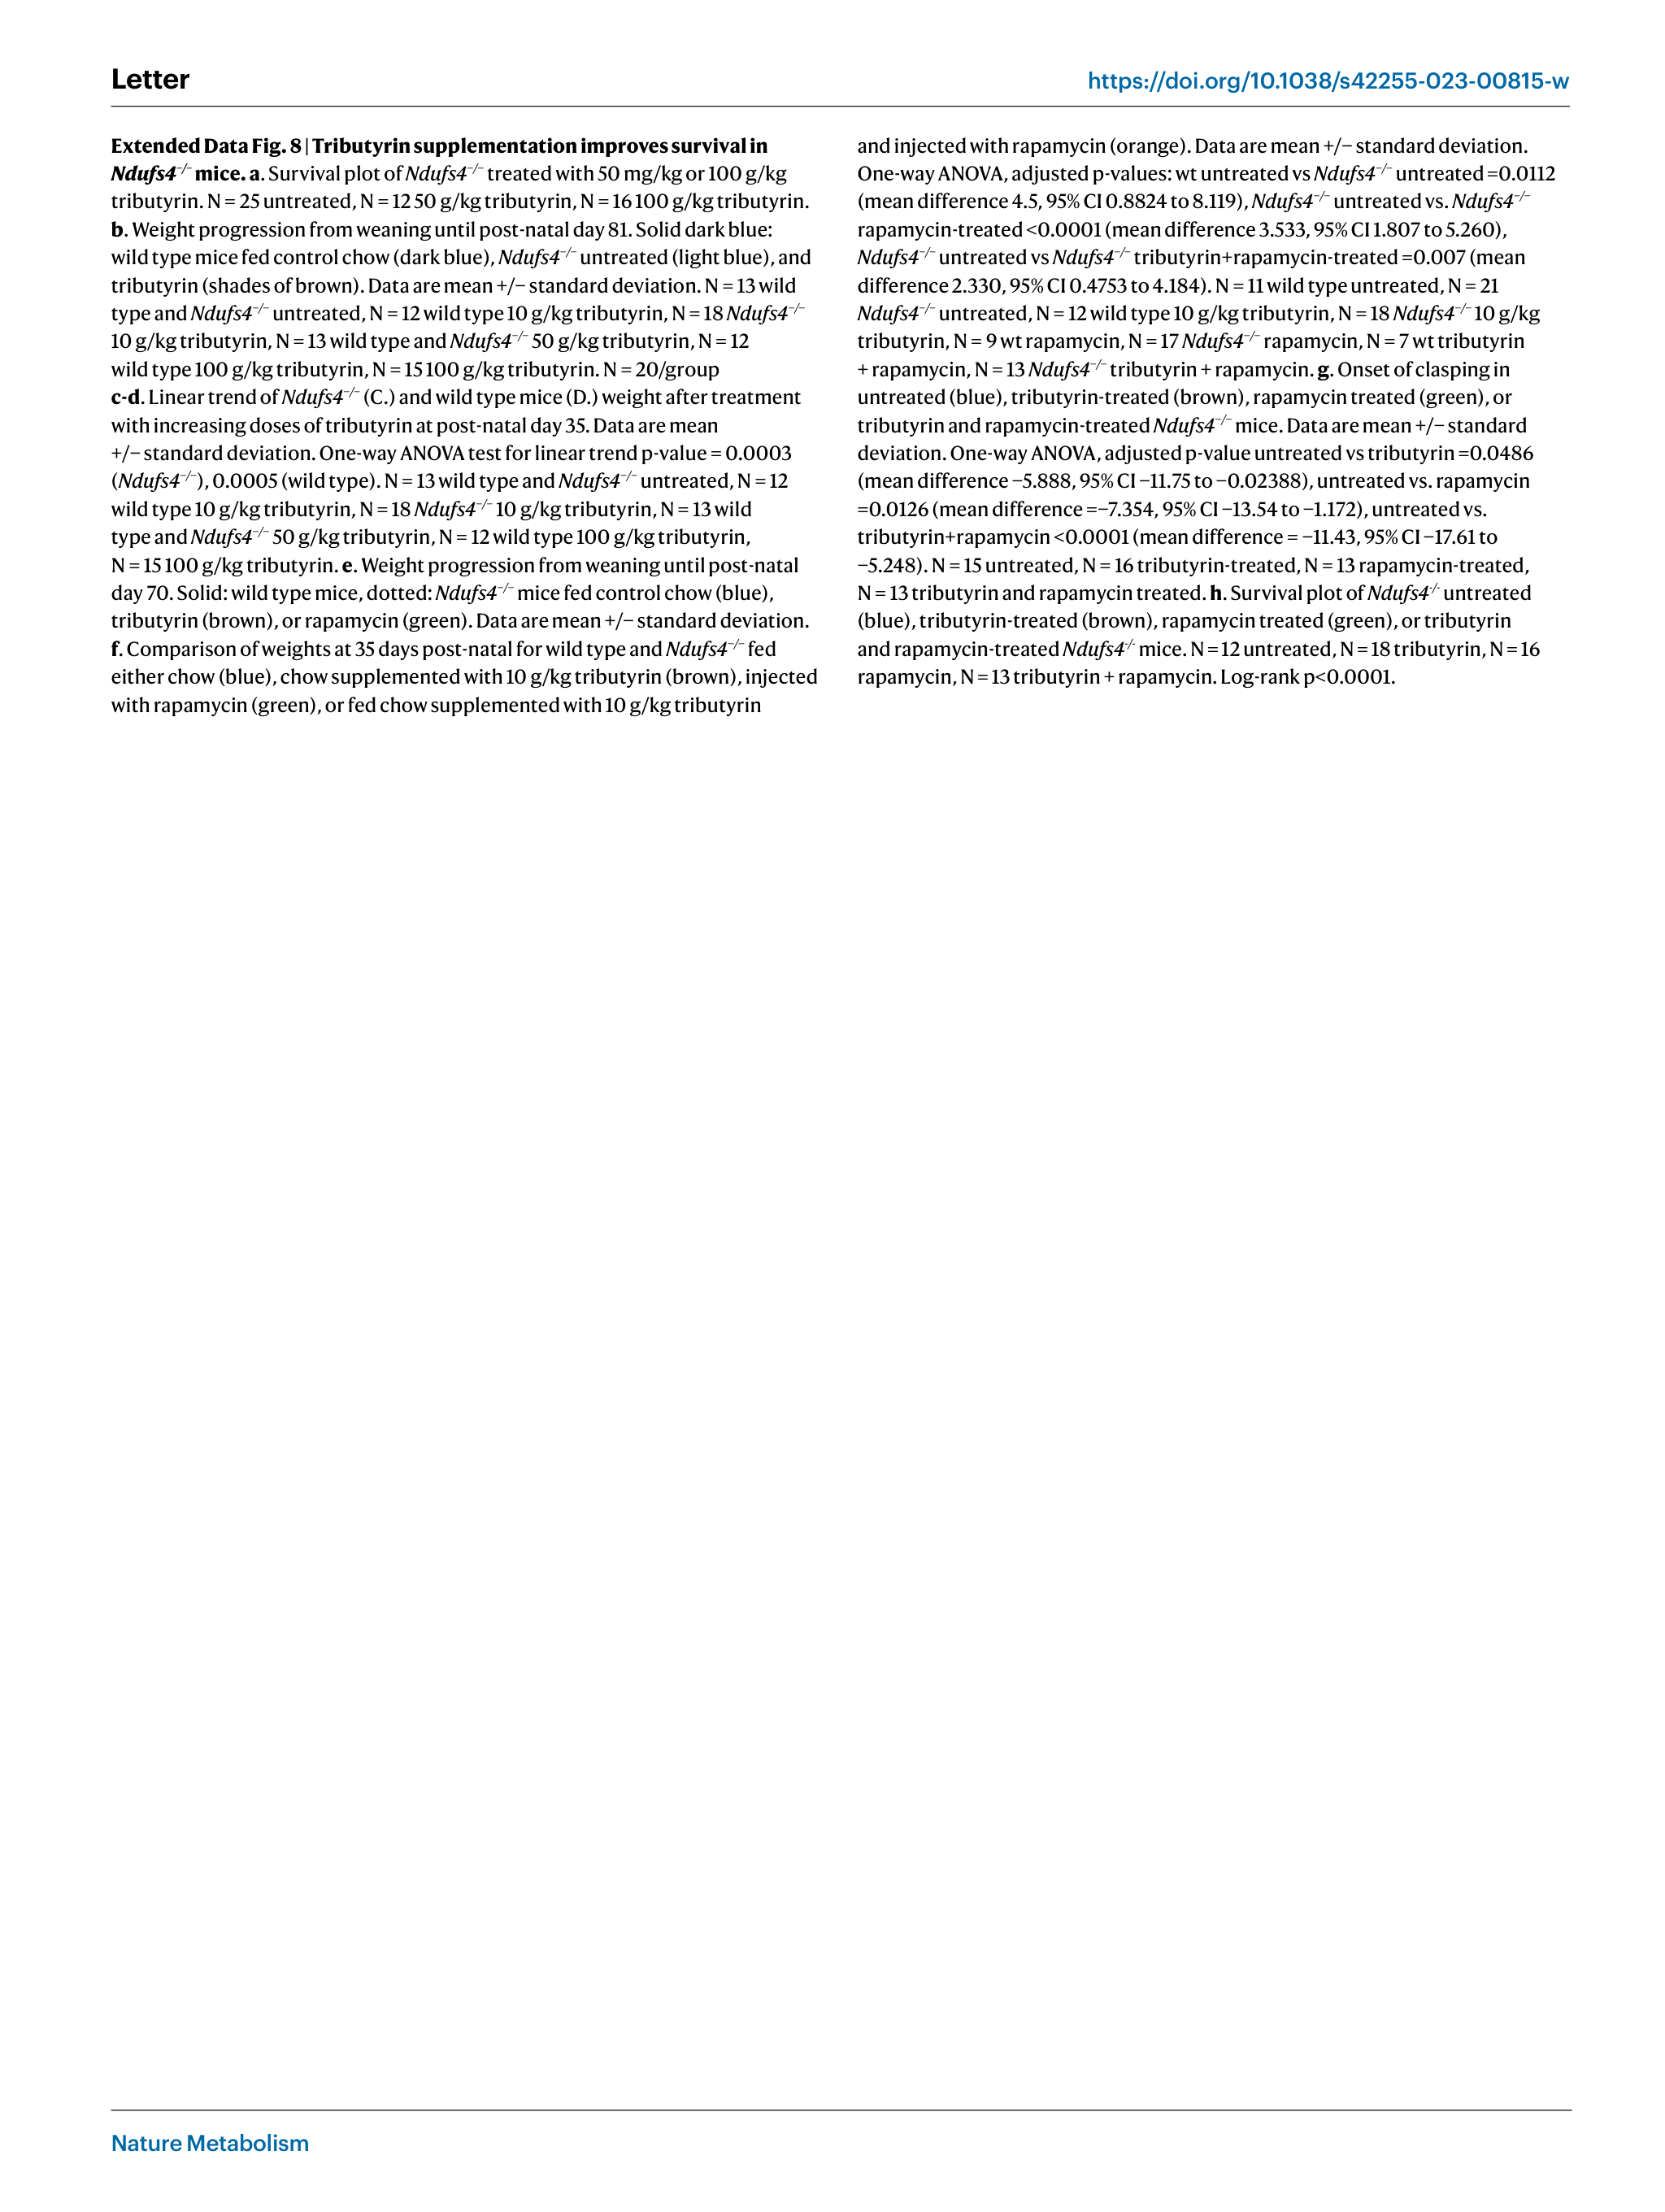 Letter
https://doi.org/10.1038/s42255-023-00815-w
Extended Data Fig. 8 | Tributyrin supplementation improves survival in
Ndufs4−/− mice. a. Survival plot of Ndufs4−/− treated with 50 mg/kg or 100 g/kg
tributyrin. N = 25 untreated, N = 12 50 g/kg tributyrin, N = 16 100 g/kg tributyrin.
b. Weight progression from weaning until post-natal day 81. Solid dark blue:
wild type mice fed control chow (dark blue), Ndufs4−/− untreated (light blue), and
tributyrin (shades of brown). Data are mean +/− standard deviation. N = 13 wild
type and Ndufs4−/− untreated, N = 12 wild type 10 g/kg tributyrin, N = 18 Ndufs4−/−
10 g/kg tributyrin, N = 13 wild type and Ndufs4−/− 50 g/kg tributyrin, N = 12
wild type 100 g/kg tributyrin, N = 15 100 g/kg tributyrin. N = 20/group
c-d. Linear trend of Ndufs4−/− (C.) and wild type mice (D.) weight after treatment
with increasing doses of tributyrin at post-natal day 35. Data are mean
+/− standard deviation. One-way ANOVA test for linear trend p-value = 0.0003
(Ndufs4−/−), 0.0005 (wild type). N = 13 wild type and Ndufs4−/− untreated, N = 12
wild type 10 g/kg tributyrin, N = 18 Ndufs4−/− 10 g/kg tributyrin, N = 13 wild
type and Ndufs4−/− 50 g/kg tributyrin, N = 12 wild type 100 g/kg tributyrin,
N = 15 100 g/kg tributyrin. e. Weight progression from weaning until post-natal
day 70. Solid: wild type mice, dotted: Ndufs4−/− mice fed control chow (blue),
tributyrin (brown), or rapamycin (green). Data are mean +/− standard deviation.
f. Comparison of weights at 35 days post-natal for wild type and Ndufs4−/− fed
either chow (blue), chow supplemented with 10 g/kg tributyrin (brown), injected
with rapamycin (green), or fed chow supplemented with 10 g/kg tributyrin
and injected with rapamycin (orange). Data are mean +/− standard deviation.
One-way ANOVA, adjusted p-values: wt untreated vs Ndufs4−/− untreated =0.0112
(mean difference 4.5, 95% CI 0.8824 to 8.119), Ndufs4−/− untreated vs. Ndufs4−/−
rapamycin-treated <0.0001 (mean difference 3.533, 95% CI 1.807 to 5.260),
Ndufs4−/− untreated vs Ndufs4−/− tributyrin+rapamycin-treated =0.007 (mean
difference 2.330, 95% CI 0.4753 to 4.184). N = 11 wild type untreated, N = 21
Ndufs4−/− untreated, N = 12 wild type 10 g/kg tributyrin, N = 18 Ndufs4−/− 10 g/kg
tributyrin, N = 9 wt rapamycin, N = 17 Ndufs4−/− rapamycin, N = 7 wt tributyrin
+ rapamycin, N = 13 Ndufs4−/− tributyrin + rapamycin. g. Onset of clasping in
untreated (blue), tributyrin-treated (brown), rapamycin treated (green), or
tributyrin and rapamycin-treated Ndufs4−/− mice. Data are mean +/− standard
deviation. One-way ANOVA, adjusted p-value untreated vs tributyrin =0.0486
(mean difference −5.888, 95% CI −11.75 to −0.02388), untreated vs. rapamycin
=0.0126 (mean difference =−7.354, 95% CI −13.54 to −1.172), untreated vs.
tributyrin+rapamycin <0.0001 (mean difference = −11.43, 95% CI −17.61 to
−5.248). N = 15 untreated, N = 16 tributyrin-treated, N = 13 rapamycin-treated,
N = 13 tributyrin and rapamycin treated. h. Survival plot of Ndufs4-/- untreated
(blue), tributyrin-treated (brown), rapamycin treated (green), or tributyrin
and rapamycin-treated Ndufs4-/- mice. N = 12 untreated, N = 18 tributyrin, N = 16
rapamycin, N = 13 tributyrin + rapamycin. Log-rank p<0.0001.
Nature Metabolism